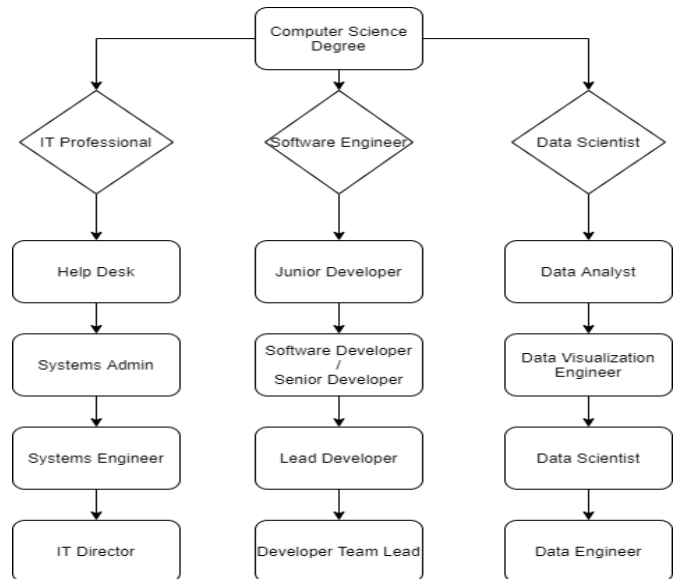 Computer Science
Degree
IT Professional
Software Engineer
Data Scientist
Help Desk
Junior Developer
Data Analyst
Systems Admin
Software Developer
/
Senior Developer
Data Visualization
Engineer
Systems Engineer
Lead Developer
Data Scientist
IT Director
Developer Team Lead
Data Engineer